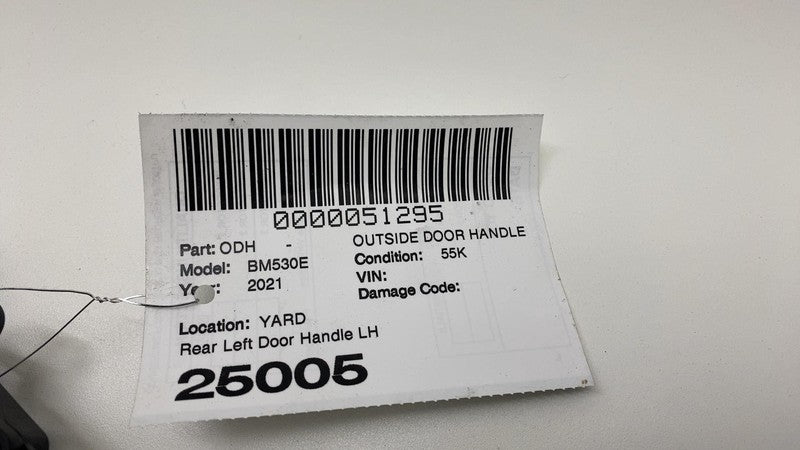 0000051295
Part: ODH - OUTSIDE DOOR HANDLE
Model: BM530E Condition: 55K
Year: 2021 VIN:
Damage Code:
Location: YARD
Rear Left Door Handle LH
25005